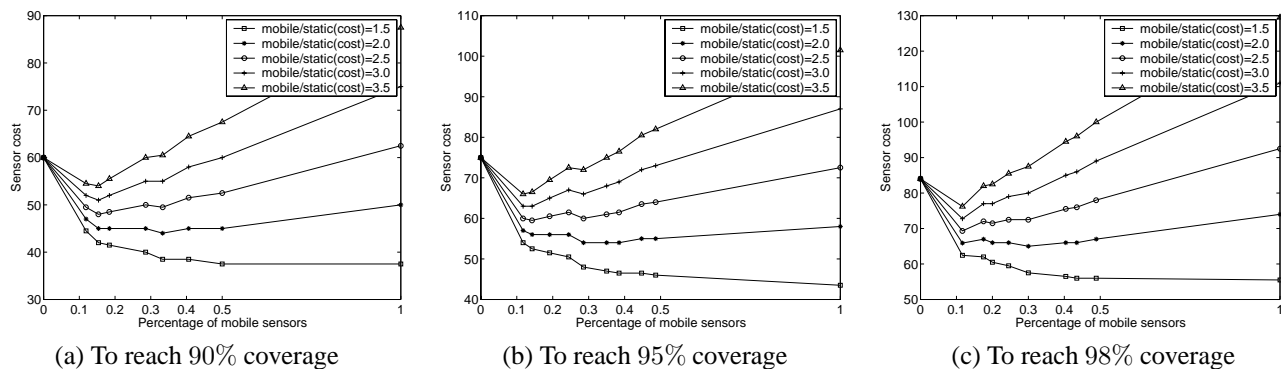 90
80
70
60
50
40
30
Sensor cost
0 0.1 0.2 0.3 0.4 0.5 1
Percentage of mobile sensors
mobile/static(cost)=1.5
mobile/static(cost)=2.0
mobile/static(cost)=2.5
mobile/static(cost)=3.0
mobile/static(cost)=3.5
(a) To reach 90% coverage
100
90
80
70
60
50
40
Sensor cost
0 0.1 0.2 0.3 0.4 0.5 1
Percentage of mobile sensors
mobile/static(cost)=1.5
mobile/static(cost)=2.0
mobile/static(cost)=2.5
mobile/static(cost)=3.0
mobile/static(cost)=3.5
(b) To reach 95% coverage
130
120
110
100
90
80
70
60
50
Sensor cost
0 0.1 0.2 0.3 0.4 0.5 1
Percentage of mobile sensors
mobile/static(cost)=1.5
mobile/static(cost)=2.0
mobile/static(cost)=2.5
mobile/static(cost)=3.0
mobile/static(cost)=3.5
(c) To reach 98% coverage